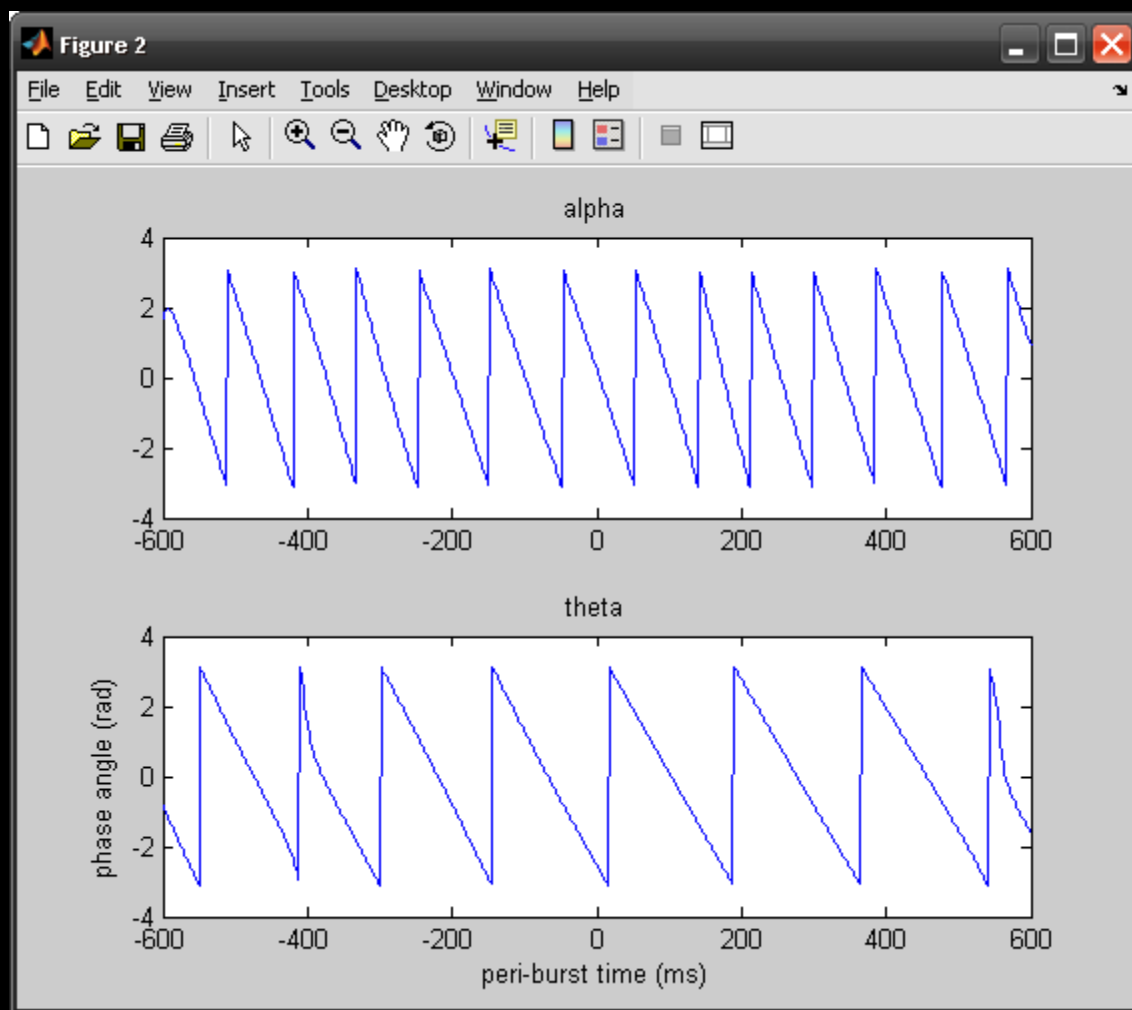 Figure 2
File Edit View Insert Tools Desktop Window Help
alpha
4
2
0
-2
-4
-600 -400 -200 0 200 400 600
theta
phase angle (rad)
4
2
0
-2
-4
-600 -400 -200 0 200 400 600
peri-burst time (ms)